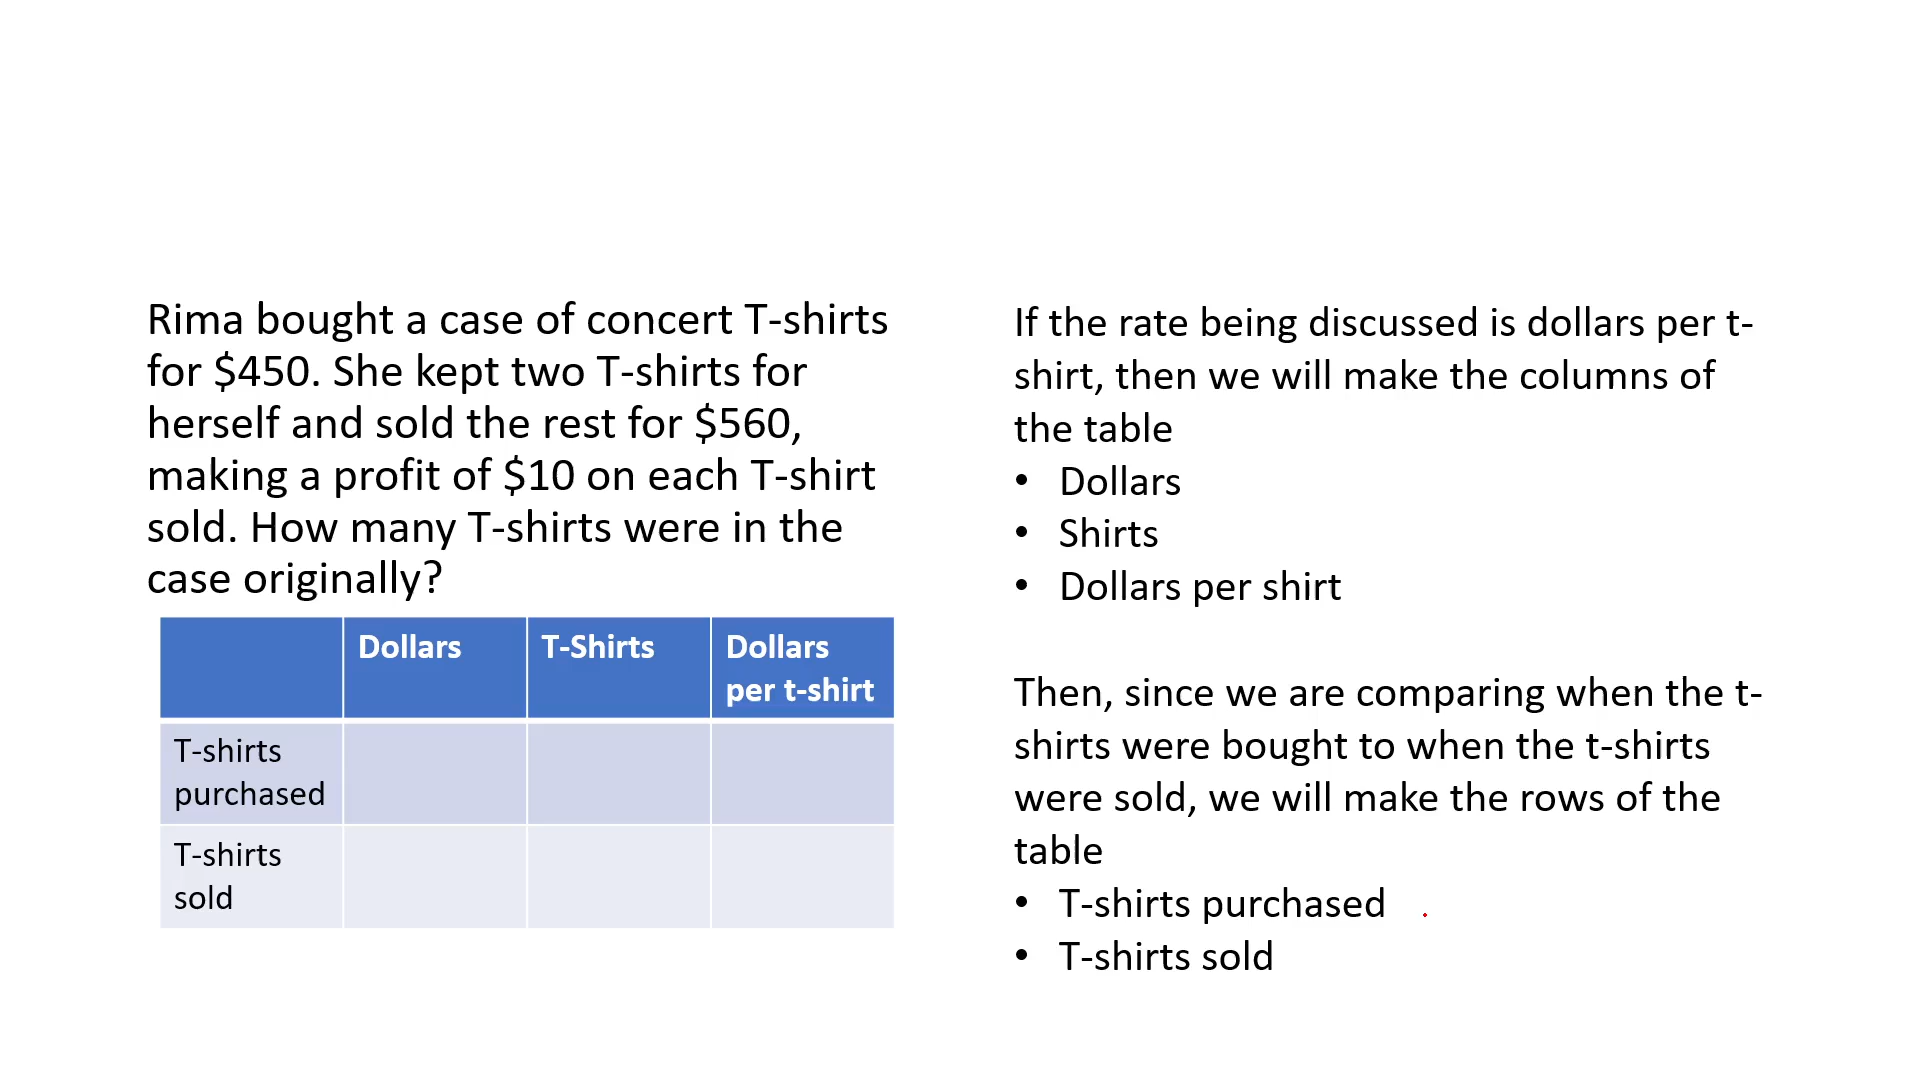 Rima bought a case of concert T-shirts
for $450. She kept two T-shirts for
herself and sold the rest for $560,
making a profit of $10 on each T-shirt
sold. How many T-shirts were in the
case originally?
Dollars T-Shirts Dollars
per t-shirt
T-shirts
purchased
T-shirts
sold
If the rate being discussed is dollars per t-
shirt, then we will make the columns of
the table
• Dollars
• Shirts
• Dollars per shirt
Then, since we are comparing when the t-
shirts were bought to when the t-shirts
were sold, we will make the rows of the
table
• T-shirts purchased
• T-shirts sold